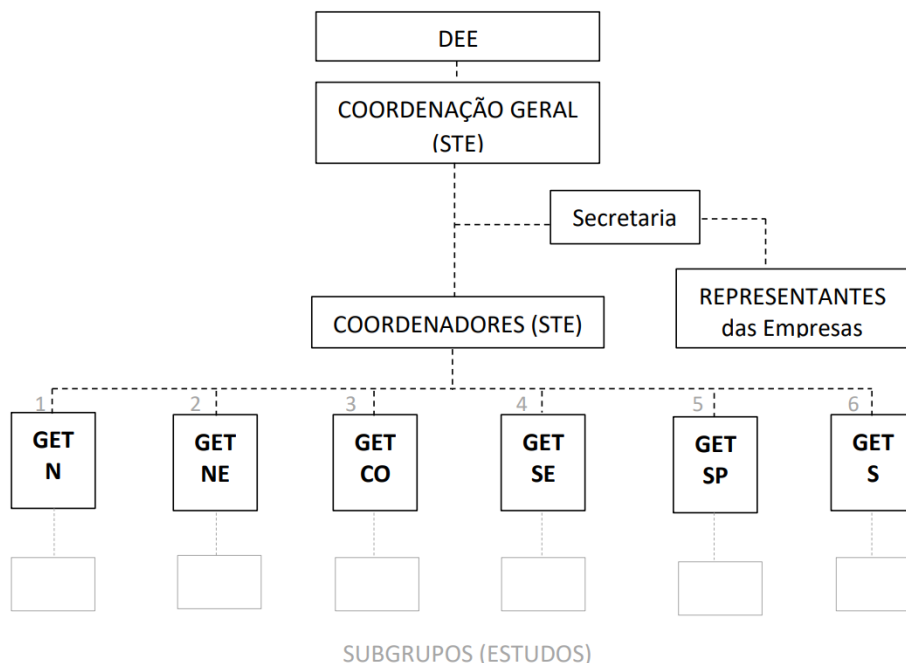 DEE
COORDENAÇÃO GERAL
(STE)
Secretaria
REPRESENTANTES
das Empresas
COORDENADORES (STE)
1
2
3
4
5
6
GET
N
GET
NE
GET
CO
GET
SE
GET
SP
GET
S
SUBGRUPOS (ESTUDOS)